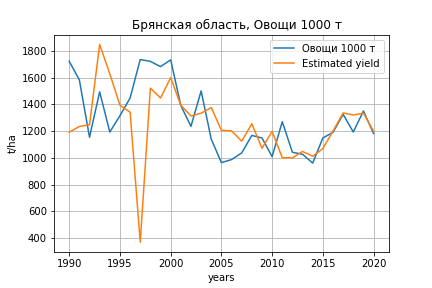 Брянская область, Овощи 1000 т
Овощи 1000 т
Estimated yield
t/ha
1800
1600
1400
1200
1000
800
600
400
1990 1995 2000 2005 2010 2015 2020
years